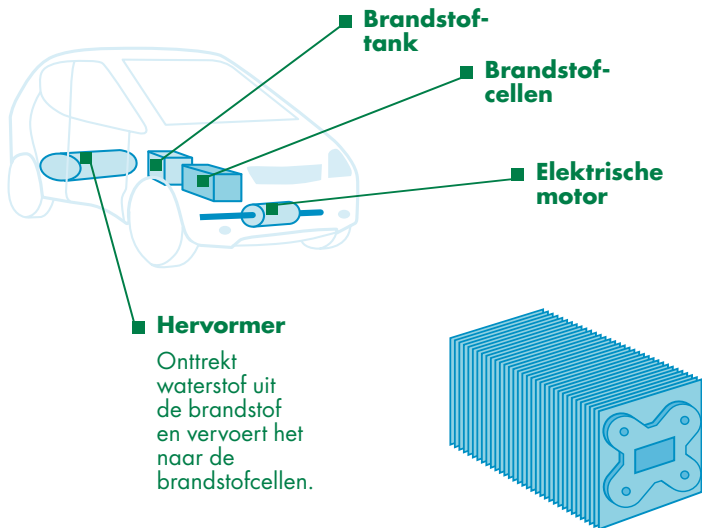 Brandstof-
tank
Brandstof-
cellen
Elektrische
motor
Hervormer
Onttrekt
waterstof uit
de brandstof
en vervoert het
naar de
brandstofcellen.